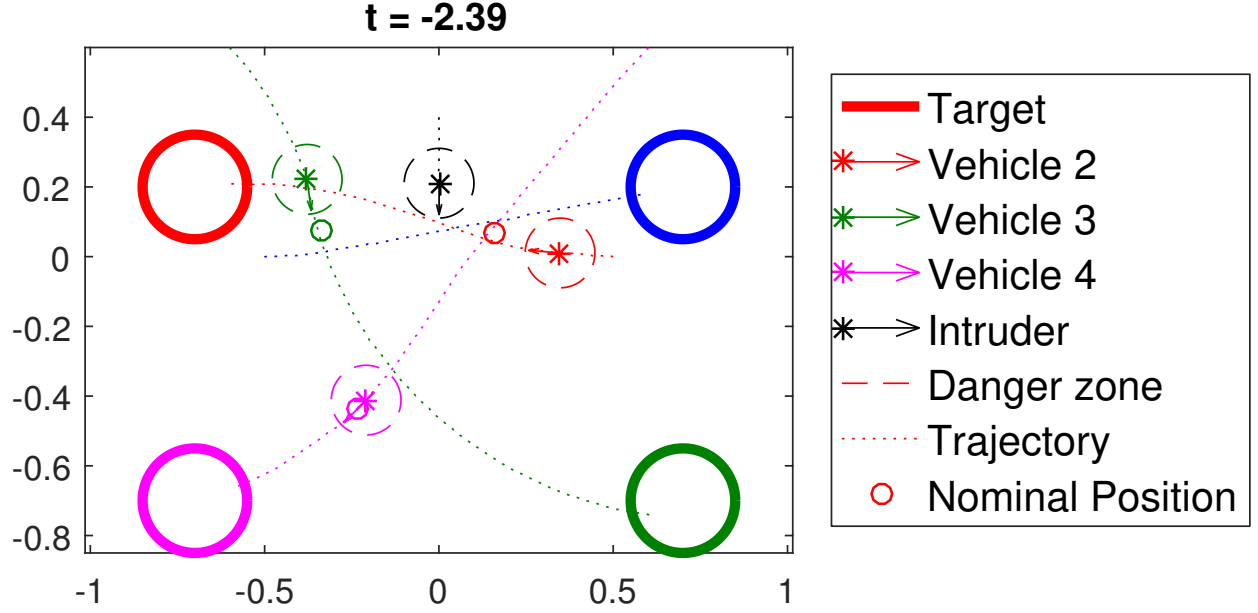 t = -2.39
0.4
0.2
0
-0.2
-0.4
-0.6
-0.8
-1
-0.5
0
0.5
1
Target
Vehicle 2
Vehicle 3
Vehicle 4
Intruder
Danger zone
Trajectory
Nominal Position